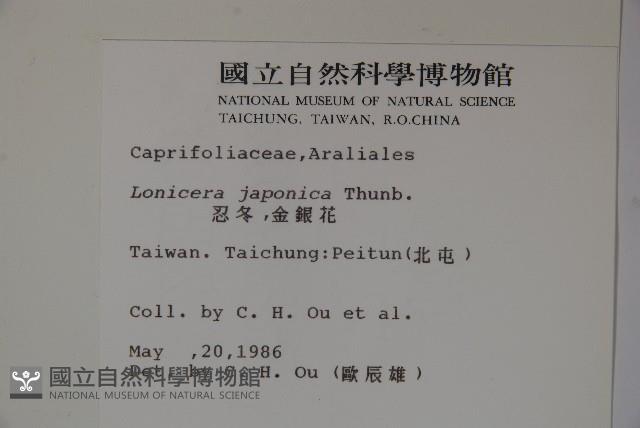 國立自然科學博物館
NATIONAL MUSEUM OF NATURAL SCIENCE
TAICHUNG, TAIWAN, R.O.CHINA
Caprifoliaceae,Araliales
Lonicera japonica Thunb.
忍冬,金銀花
Taiwan. Taichung:Peitun(北屯)
Coll. by C. H. Ou et al.
May ,20,1986
Det. by C. H. Ou (歐辰雄)
國立自然科學博物館
NATIONAL MUSEUM OF NATURAL SCIENCE